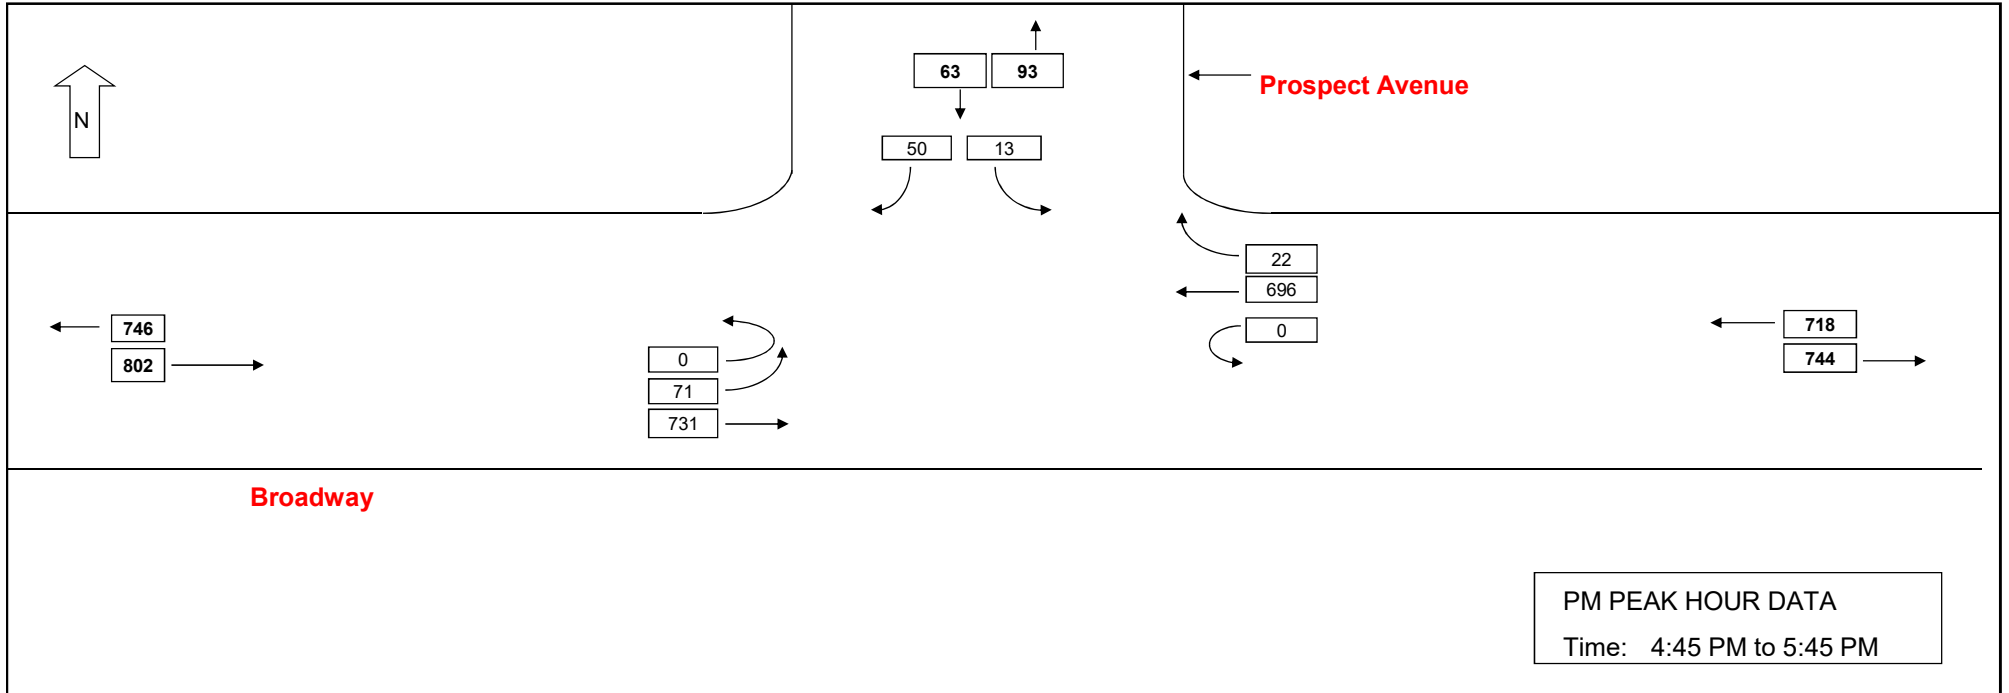 63 93
Prospect Avenue
N
50 13
22
696
0
746
802
0
71
731
718
744
Broadway
PM PEAK HOUR DATA
Time: 4:45 PM to 5:45 PM